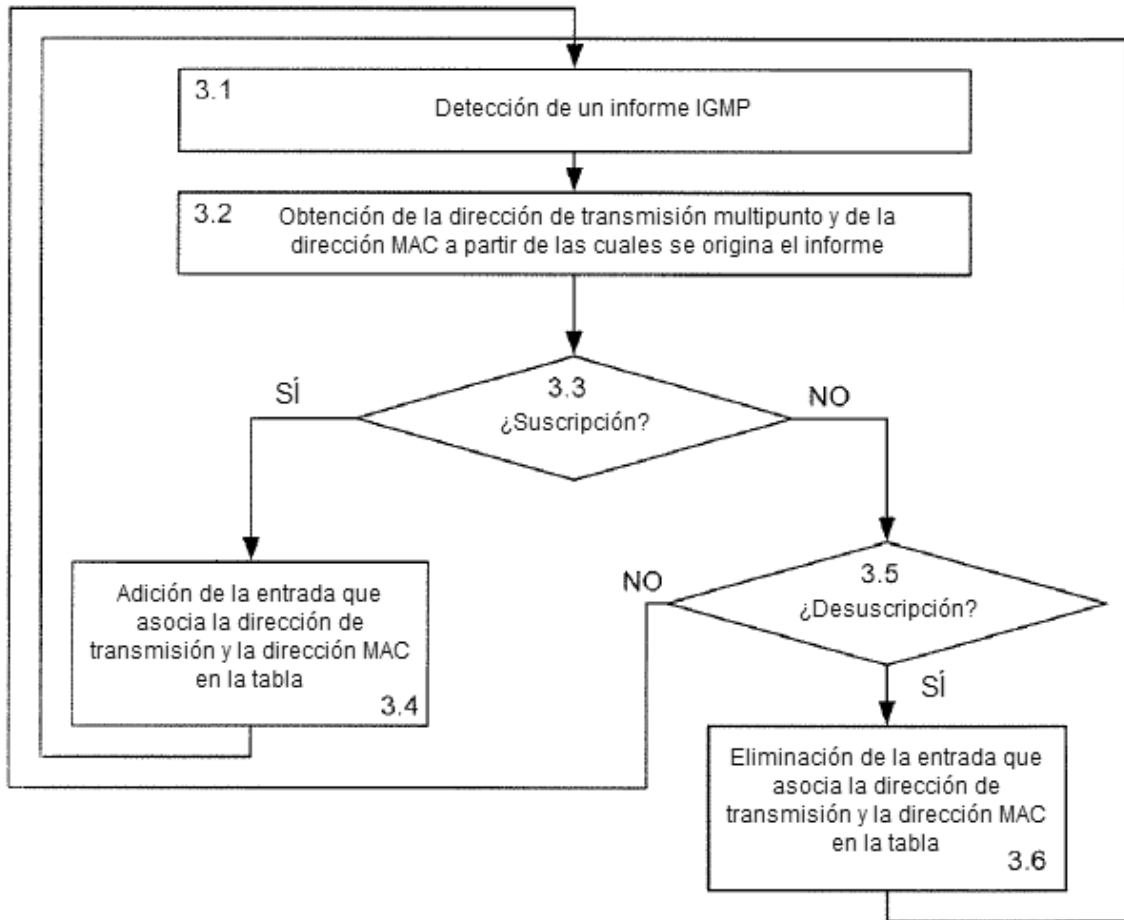 3.1
Detección de un informe IGMP
3.2
Obtención de la dirección de transmisión multipunto y de la
dirección MAC a partir de las cuales se origina el informe
SÍ
3.3
¿Suscripción?
NO
Adición de la entrada que
asocia la dirección de
transmisión y la dirección MAC
en la tabla
3.4
NO
3.5
¿Desuscripción?
SÍ
Eliminación de la entrada que
asocia la dirección de
transmisión y la dirección MAC
en la tabla
3.6